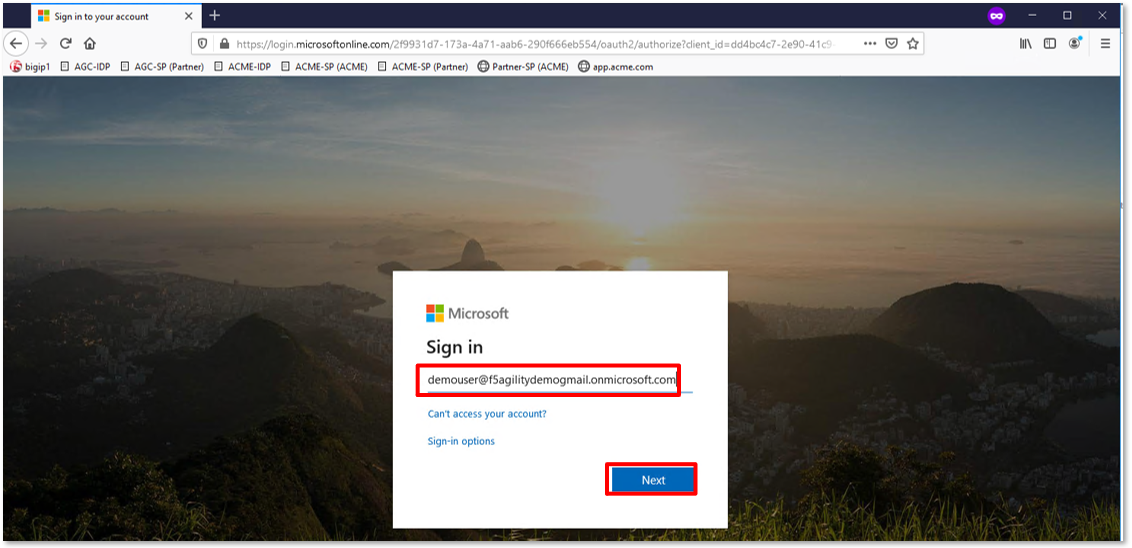 Sign in to your account
https://login.microsoftonline.com/2f9931d7-173a-4a71-aab6-290f666eb554/oauth2/authorize?client_id=dd4bc4c7-2e90-41c9-
bigip1 AGC-IDP AGC-SP (Partner) ACME-IDP ACME-SP (ACME) ACME-SP (Partner) Partner-SP (ACME) app.acme.com
Microsoft
Sign in
demouser@f5agilitydemogmail.onmicrosoft.com
Can't access your account?
Sign-in options
Next